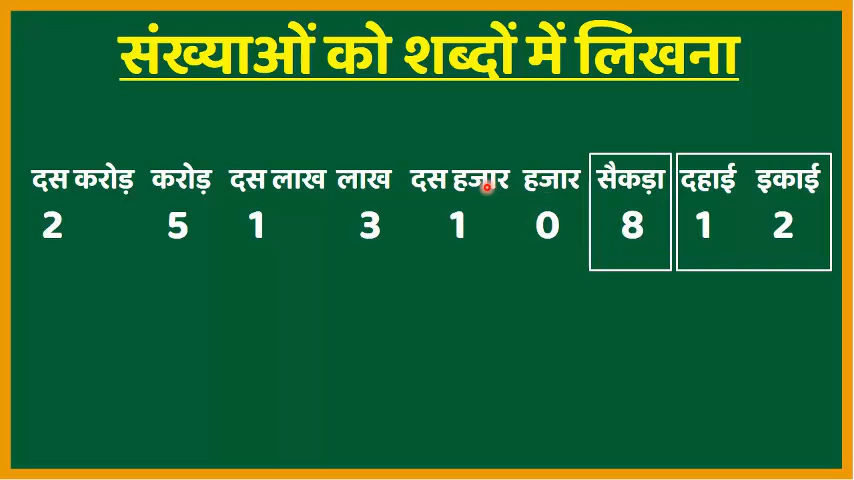 संख्याओं को शब्दों में लिखना
दस करोड़ करोड़ दस लाख लाख दस हजार हजार सैकड़ा दहाई इकाई
2 5 1 3 1 0 8 1 2